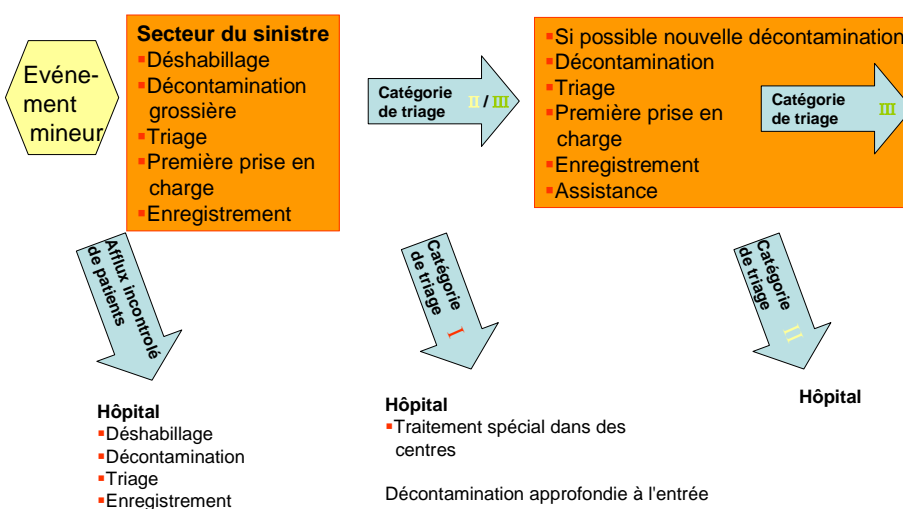 Evéne-
ment
mineur
Secteur du sinistre
▪Déshabillage
▪Décontamination
grossière
▪Triage
▪Première prise en
charge
▪Enregistrement
Catégorie
de triage II / III
▪Si possible nouvelle décontamination
▪Décontamination
▪Triage
▪Première prise en
charge
▪Enregistrement
▪Assistance
Catégorie
de triage III
Afflux incontrôlé
de patients
Catégorie
de triage I
Catégorie
de triage II
Hôpital
▪Déshabillage
▪Décontamination
▪Triage
▪Enregistrement
Hôpital
▪Traitement spécial dans des
centres
Décontamination approfondie à l'entrée
Hôpital